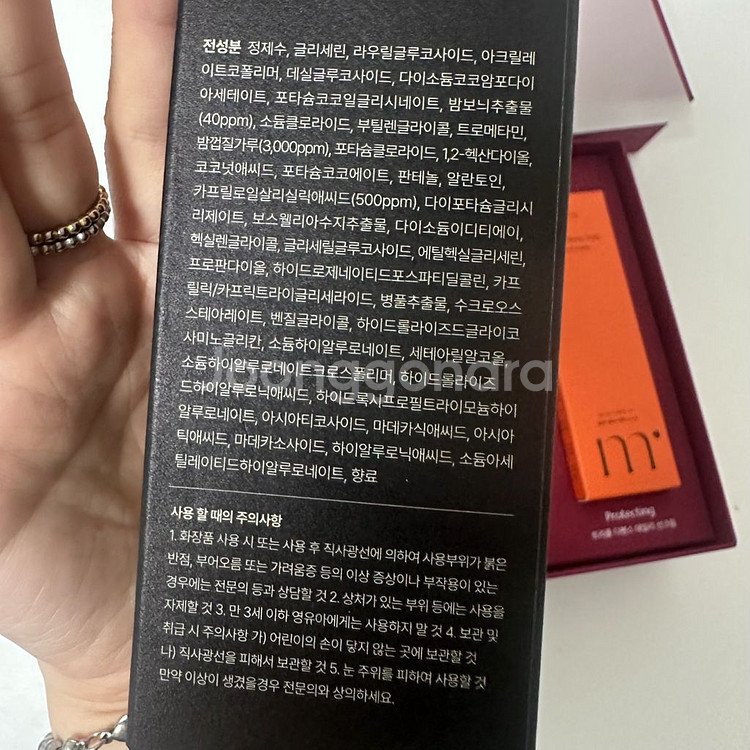 전성분 정제수, 글리세린, 라우릴글루코사이드, 아크릴레
이트코폴리머, 데실글루코사이드, 다이소듐코코암포다이
아세테이트, 포타슘코코일글리시네이트, 밤보늬추출물
(40ppm), 소듐클로라이드, 부틸렌글라이콜, 트로메타민,
밤껍질가루(3,000ppm), 포타슘클로라이드, 1,2-헥산다이올,
코코넛애씨드, 포타슘코코에이트, 판테놀, 알란토인,
카프릴로일살리실릭애씨드(500ppm), 다이포타슘글리시
리제이트, 보스웰리아수지추출물, 다이소듐이디티에이,
헥실렌글라이콜, 글리세릴글루코사이드, 에틸헥실글리세린,
프로판다이올, 하이드로제네이티드포스파티딜콜린, 카프
릴릭/카프릭트라이글리세라이드, 병풀추출물, 수크로오스
스테아레이트, 벤질글라이콜, 하이드롤라이즈드글라이코
사미노글리칸, 소듐하이알루로네이트, 세테아릴알코올,
소듐하이알루로네이트크로스폴리머, 하이드롤라이즈
드하이알루로닉애씨드, 하이드록시프로필트라이모늄하이
알루로네이트, 아시아티코사이드, 마데카식애씨드, 아시아
틱애씨드, 마데카소사이드, 하이알루로닉애씨드, 소듐아세
틸레이티드하이알루로네이트, 향료
사용 할 때의 주의사항
1. 화장품 사용 시 또는 사용 후 직사광선에 의하여 사용부위가 붉은
반점, 부어오름 또는 가려움증 등의 이상 증상이나 부작용이 있는
경우에는 전문의 등과 상담할 것 2. 상처가 있는 부위 등에는 사용을
자제할 것 3. 만 3세 이하 영유아에게는 사용하지 말 것 4. 보관 및
취급 시 주의사항 가) 어린이의 손이 닿지 않는 곳에 보관할 것
나) 직사광선을 피해서 보관할 것 5. 눈 주위를 피하여 사용할 것
만약 이상이 생겼을경우 전문의와 상의하세요.
m
Protecting
joonggonara